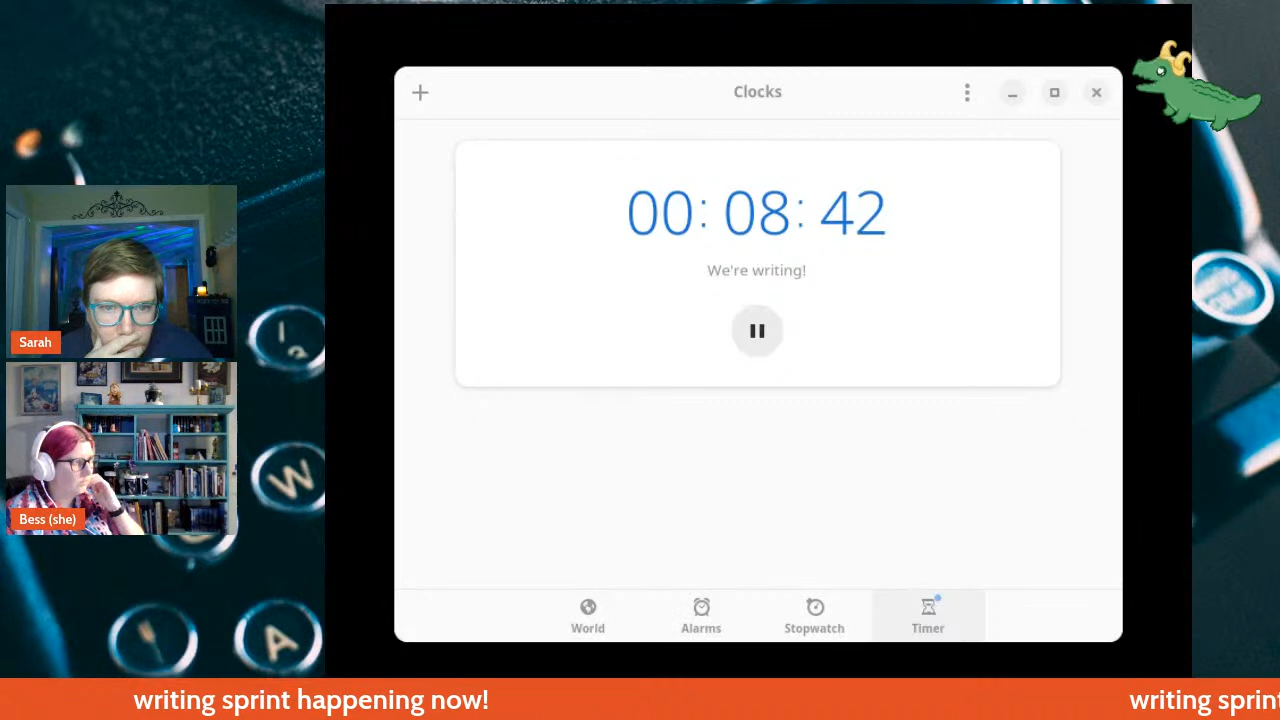 Clocks
00: 08: 42
We're writing!
World
Alarms
Stopwatch
Timer
Sarah
Bess (she)
I
W
A
writing sprint happening now!
writing sprint